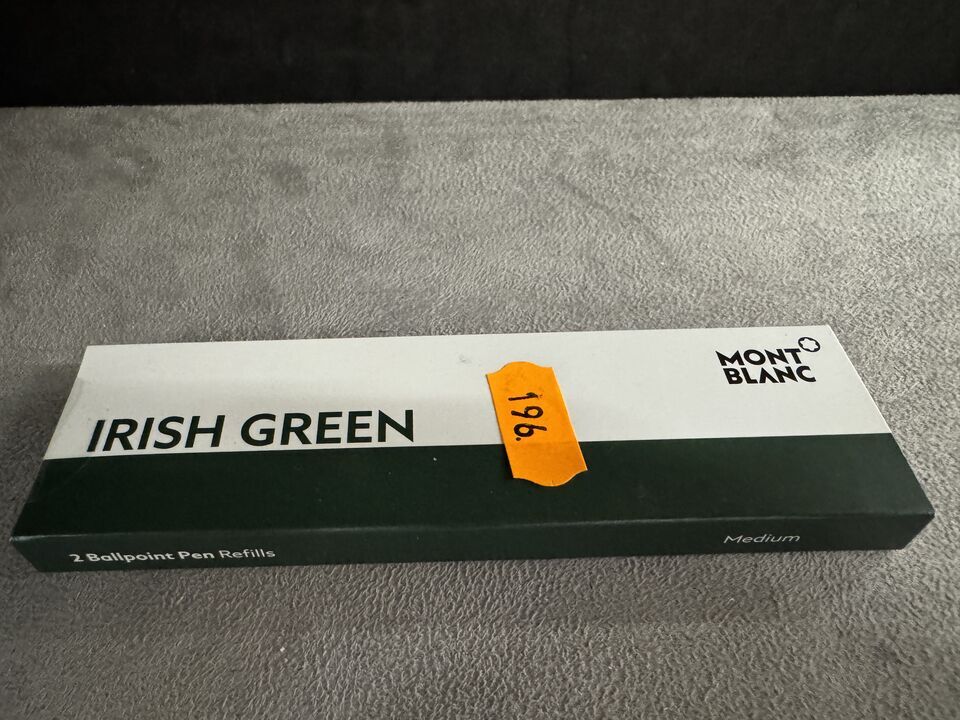 MONT
BLANC
IRISH GREEN
196.
2 Ballpoint Pen Refills
Medium